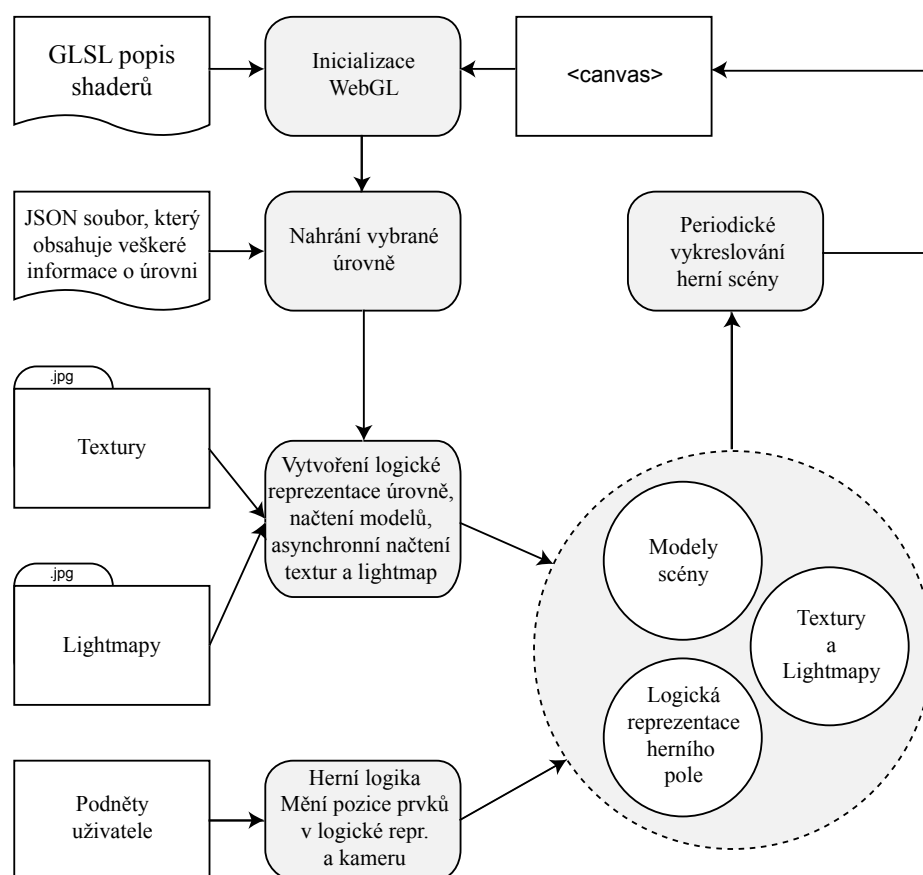 GLSL popis
shaderů
Inicializace
WebGL
<canvas>
JSON soubor, který
obsahuje veškeré
informace o úrovni
Nahrání vybrané
úrovně
Periodické
vykreslování
herní scény
.jpg
Textury
Vytvoření logické
reprezentace úrovně,
načtení modelů,
asynchronní načtení
textur a lightmap
.jpg
Lightmapy
Modely
scény
Textury
a
Lightmapy
Logická
reprezentace
herního
pole
Podněty
uživatele
Herní logika
Mění pozice prvků
v logické repr.
a kameru